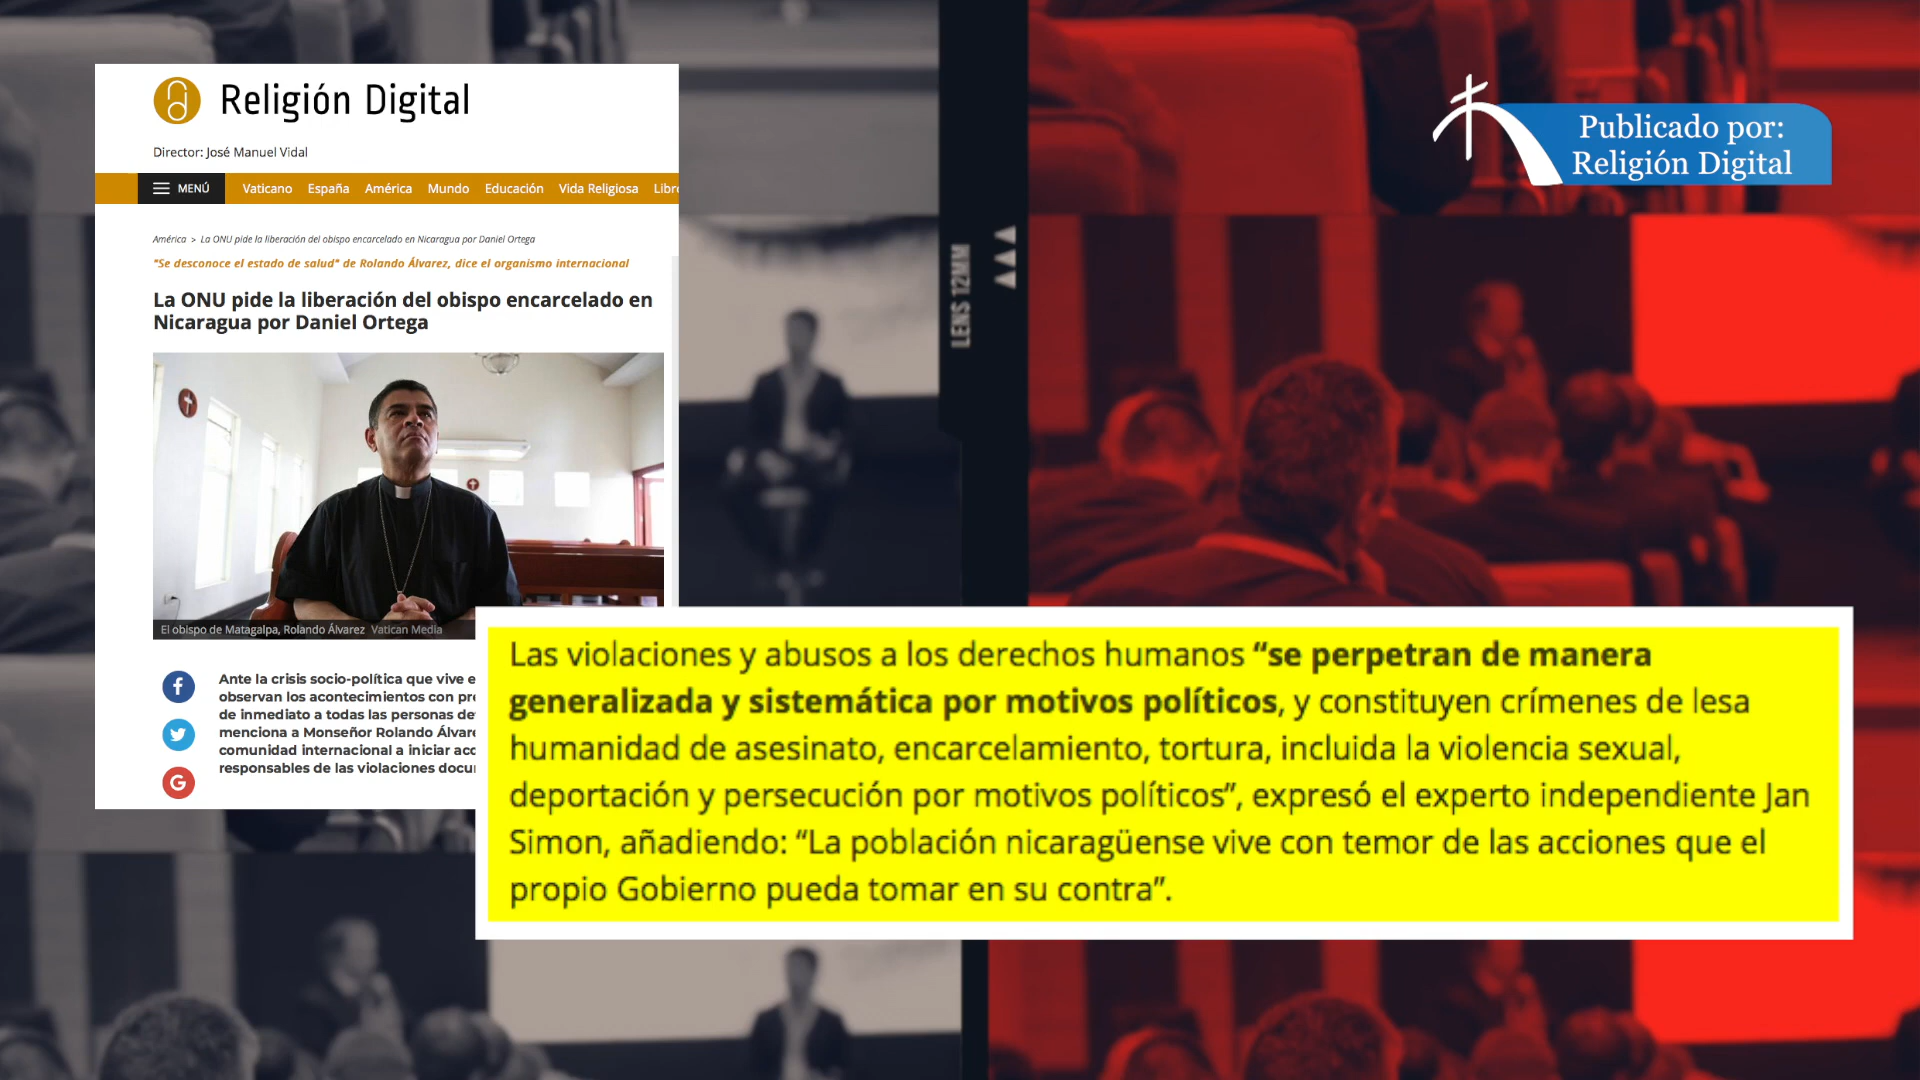 Religión Digital
Director: José Manuel Vidal
MENÚ Vaticano España América Mundo Educación Vida Religiosa
América > La ONU pide la liberación del obispo encarcelado en Nicaragua por Daniel Ortega
"Se desconoce el estado de salud" de Rolando Álvarez, dice el organismo internacional
La ONU pide la liberación del obispo encarcelado en
Nicaragua por Daniel Ortega
El obispo de Matagalpa, Rolando Álvarez Vatican Media
Ante la crisis socio-política que vive
observan los acontecimientos con
de inmediato a todas las personas
menciona a Monseñor Rolando
comunidad internacional a iniciar
responsables de las violaciones
Publicado por:
Religión Digital
LENS 12MM
Las violaciones y abusos a los derechos humanos “se perpetran de manera
generalizada y sistemática por motivos políticos, y constituyen crímenes de lesa
humanidad de asesinato, encarcelamiento, tortura, incluida la violencia sexual,
deportación y persecución por motivos políticos”, expresó el experto independiente Jan
Simon, añadiendo: “La población nicaragüense vive con temor de las acciones que el
propio Gobierno pueda tomar en su contra”.